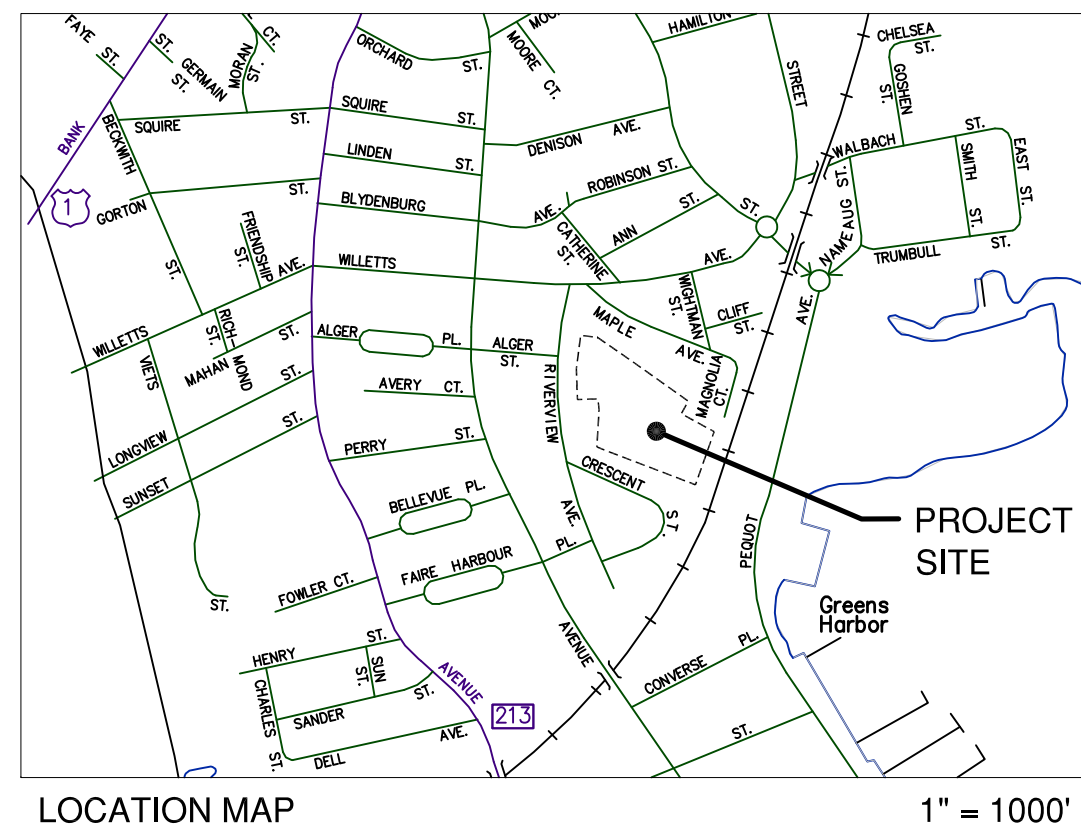 FAYE ST.
ST. GERMAIN ST.
MORAN ST.
CT.
ORCHARD ST.
MOORE CT.
HAMILTON
STREET
CHELSEA ST.
GOSHEN ST.
BANK
1
BECKWITH ST.
SQUIRE ST.
SQUIRE ST.
LINDEN ST.
BLYDENBURG AVE.
DENISON AVE.
ROBINSON ST.
CATHERINE ST.
ANN ST.
ST.
WALBACH ST.
SMITH ST.
EAST ST.
NAMEAUG ST.
TRUMBULL ST.
GORTON
FRIENDSHIP ST.
WILLETTS AVE.
WILLETTS AVE.
RICH-
MOND ST.
MAHAN ST.
VIETS ST.
LONGVIEW ST.
SUNSET ST.
ALGER PL.
ALGER ST.
AVERY CT.
PERRY ST.
BELLEVUE PL.
FAIRE HARBOUR PL.
FOWLER CT.
RIVERVIEW AVE.
MAPLE AVE.
WIGHTMAN ST.
CLIFF ST.
MAGNOLIA CT.
CRESCENT ST.
PEQUOT AVE.
PROJECT
SITE
Greens
Harbor
HENRY ST.
SUN ST.
CHARLES ST.
SANDER ST.
DELL AVE.
AVENUE
213
AVENUE
CONVERSE PL.
ST.
LOCATION MAP
1" = 1000'